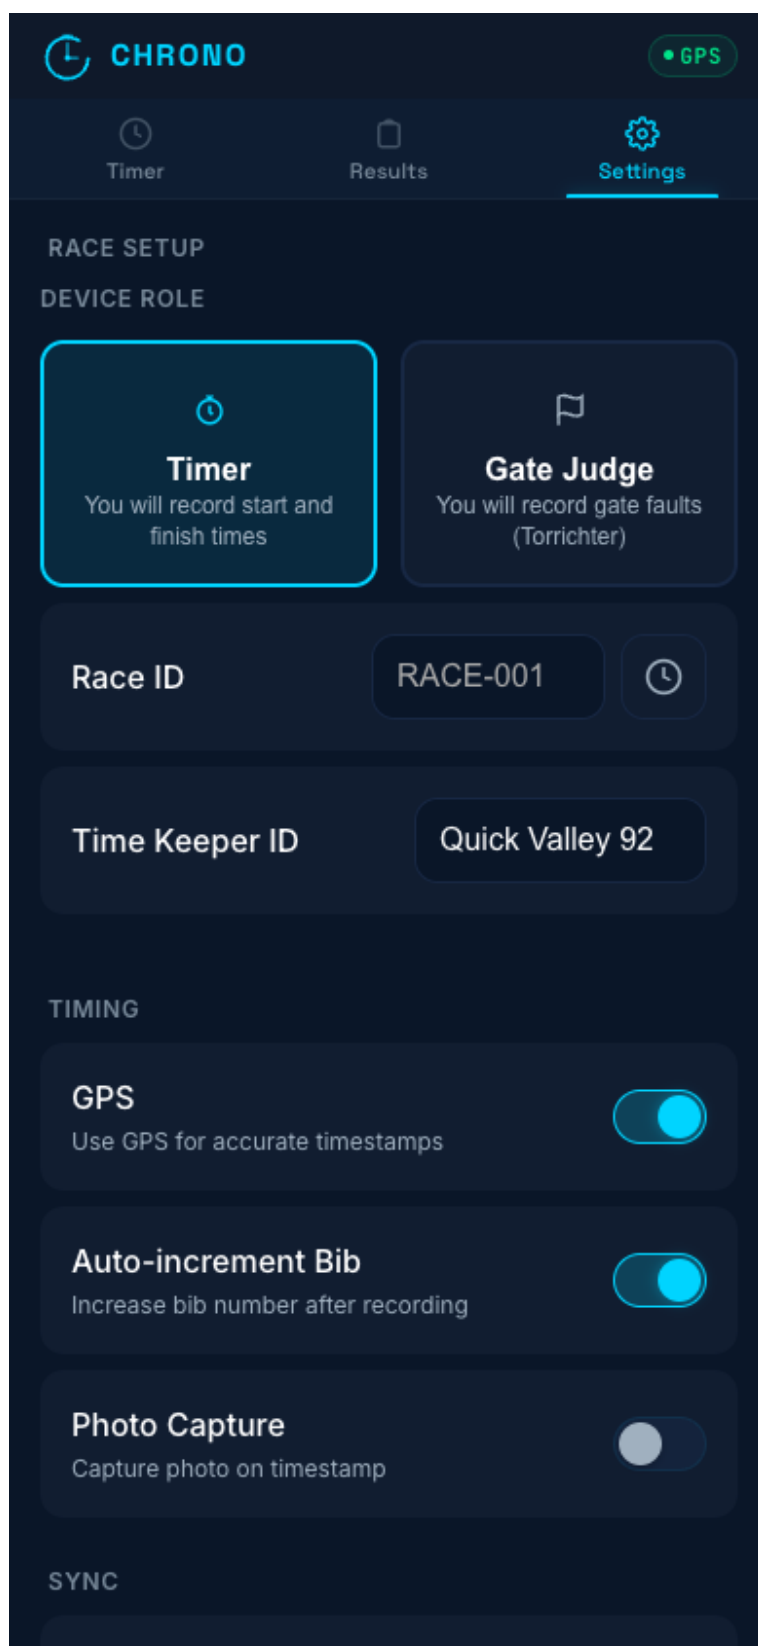 CHRONO
GPS
Timer
Results
Settings
RACE SETUP
DEVICE ROLE
Timer
You will record start and
finish times
Gate Judge
You will record gate faults
(Torrichter)
Race ID
RACE-001
Time Keeper ID
Quick Valley 92
TIMING
GPS
Use GPS for accurate timestamps
Auto-increment Bib
Increase bib number after recording
Photo Capture
Capture photo on timestamp
SYNC